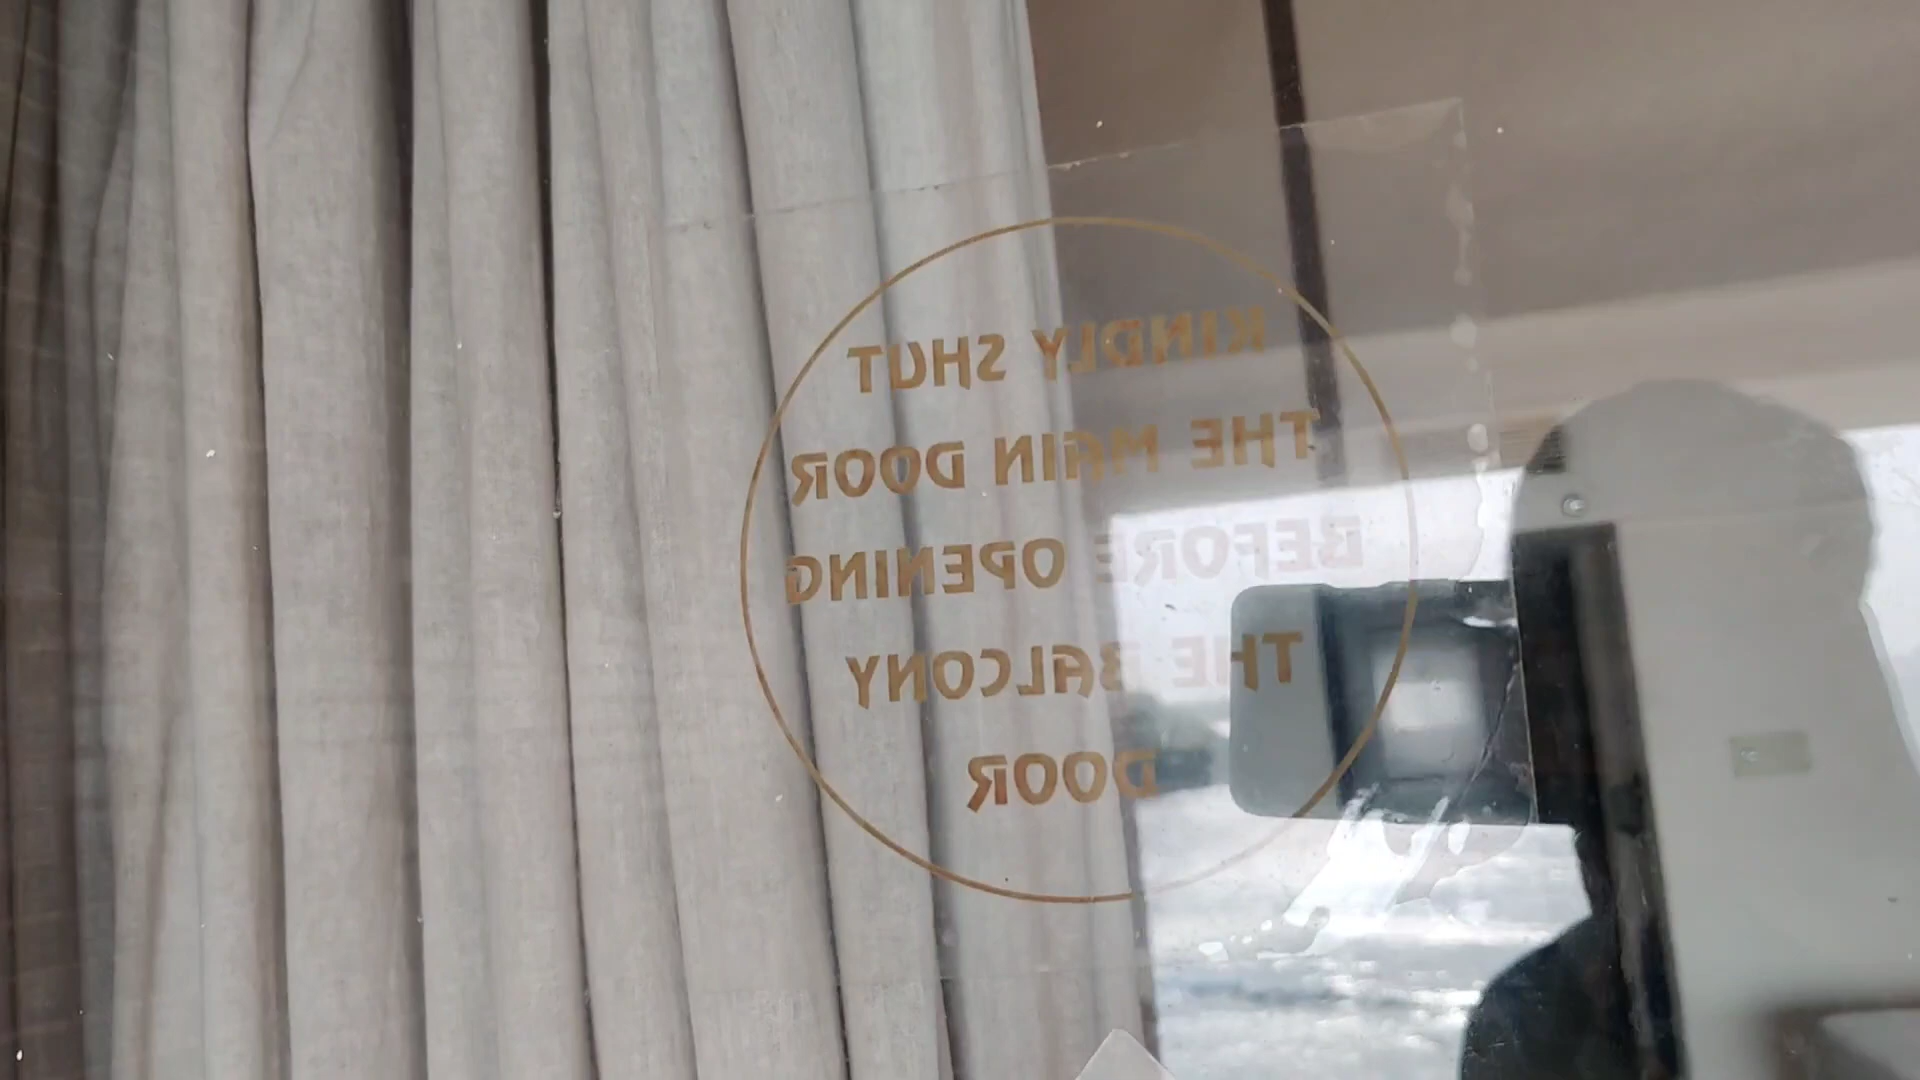 KINDLY SHUT
THE MAIN DOOR
BEFORE OPENING
THE BALCONY
DOOR